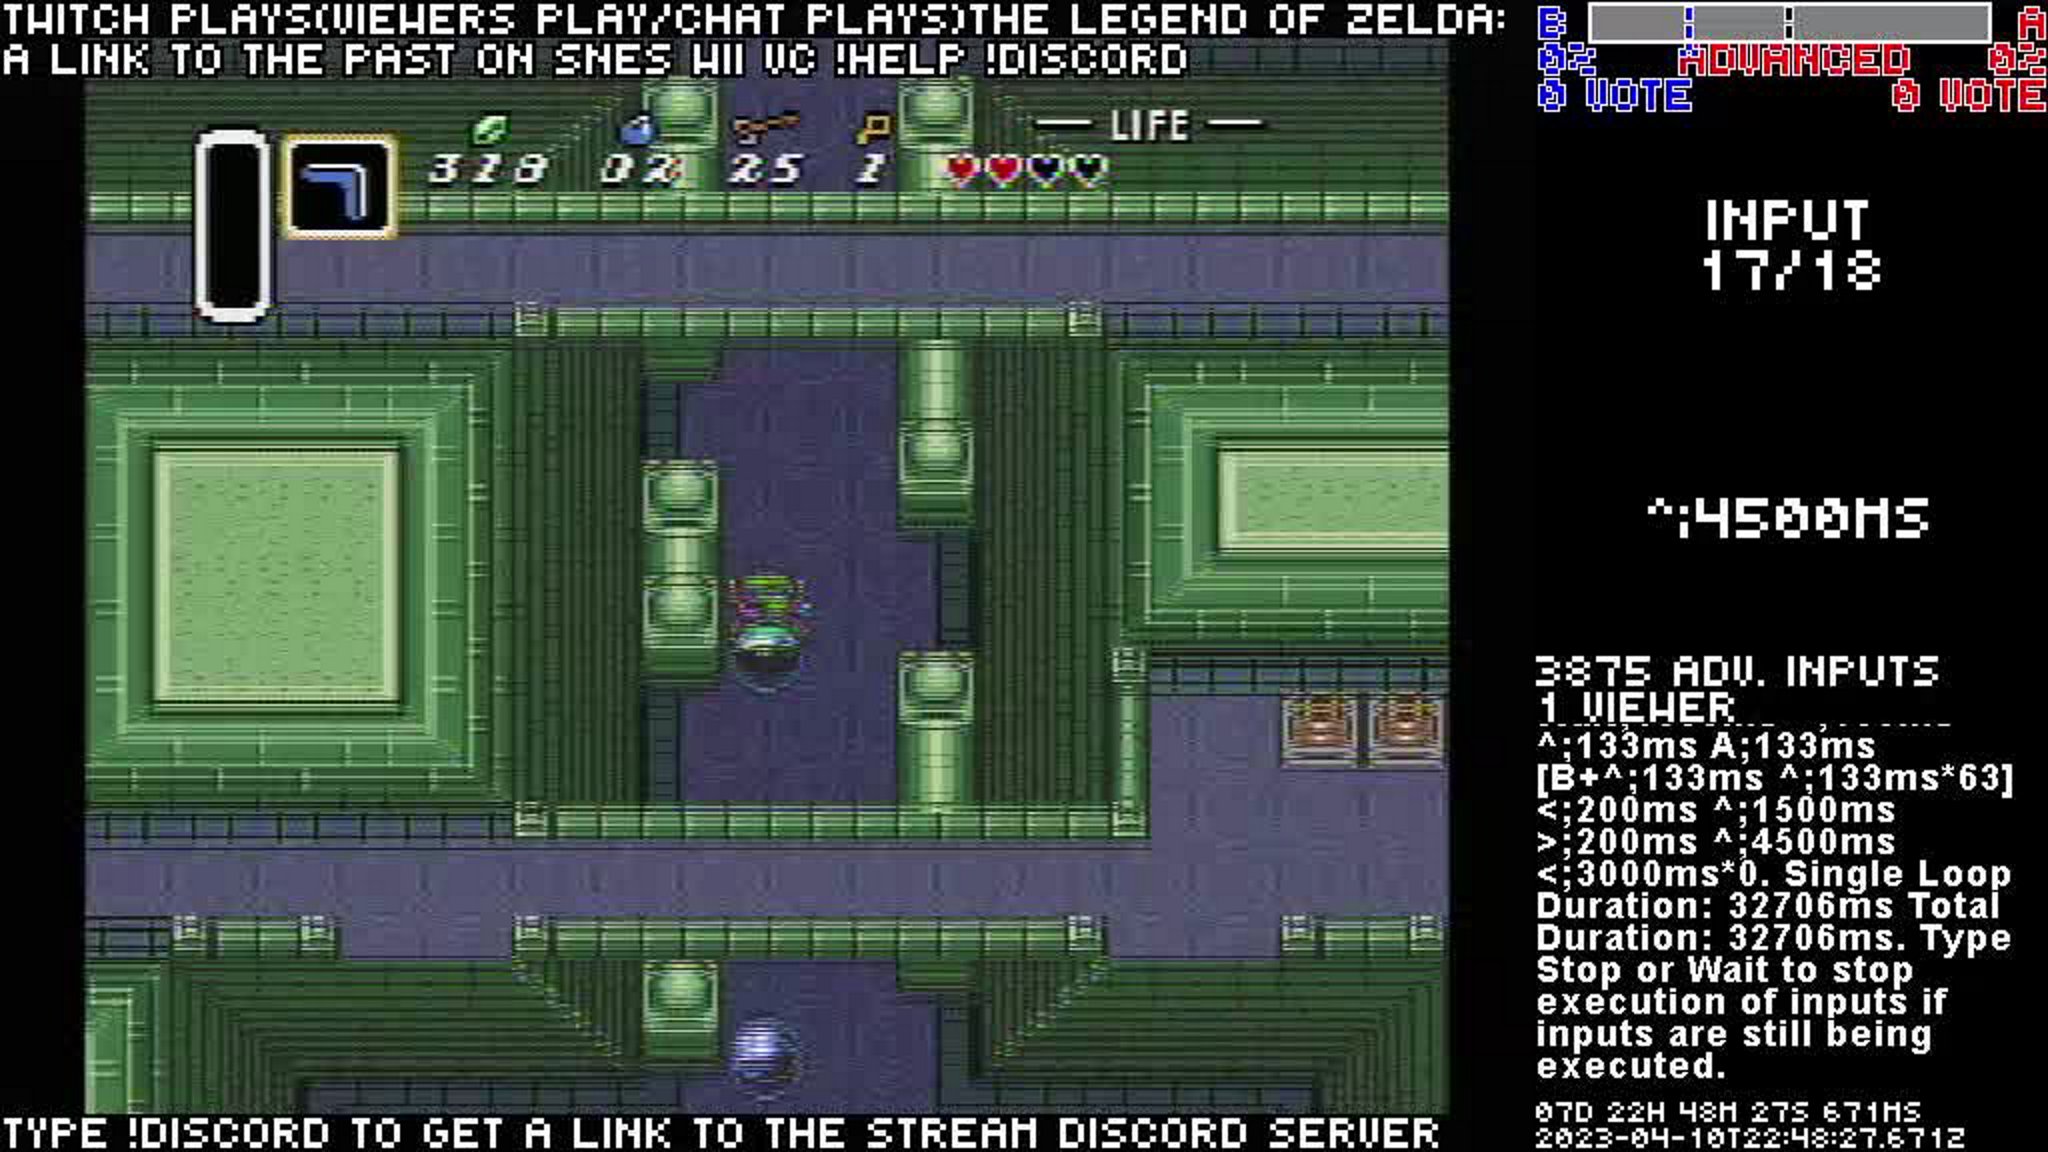 TWITCH PLAYS(VIEWERS PLAY/CHAT PLAYS)THE LEGEND OF ZELDA:
A LINK TO THE PAST ON SNES WII VC !HELP !DISCORD
B A
0% ADVANCED 0%
0 VOTE 0 VOTE
— LIFE —
318 02 25 1
INPUT
17/18
^;4500MS
3875 ADV. INPUTS
1 VIEWER
^;133ms A;133ms
[B+^;133ms ^;133ms*63]
<;200ms ^;1500ms
>;200ms ^;4500ms
<;3000ms*0. Single Loop
Duration: 32706ms Total
Duration: 32706ms. Type
Stop or Wait to stop
execution of inputs if
inputs are still being
executed.
07D 22H 48M 27S 671MS
2023-04-10T22:48:27.671Z
TYPE !DISCORD TO GET A LINK TO THE STREAM DISCORD SERVER